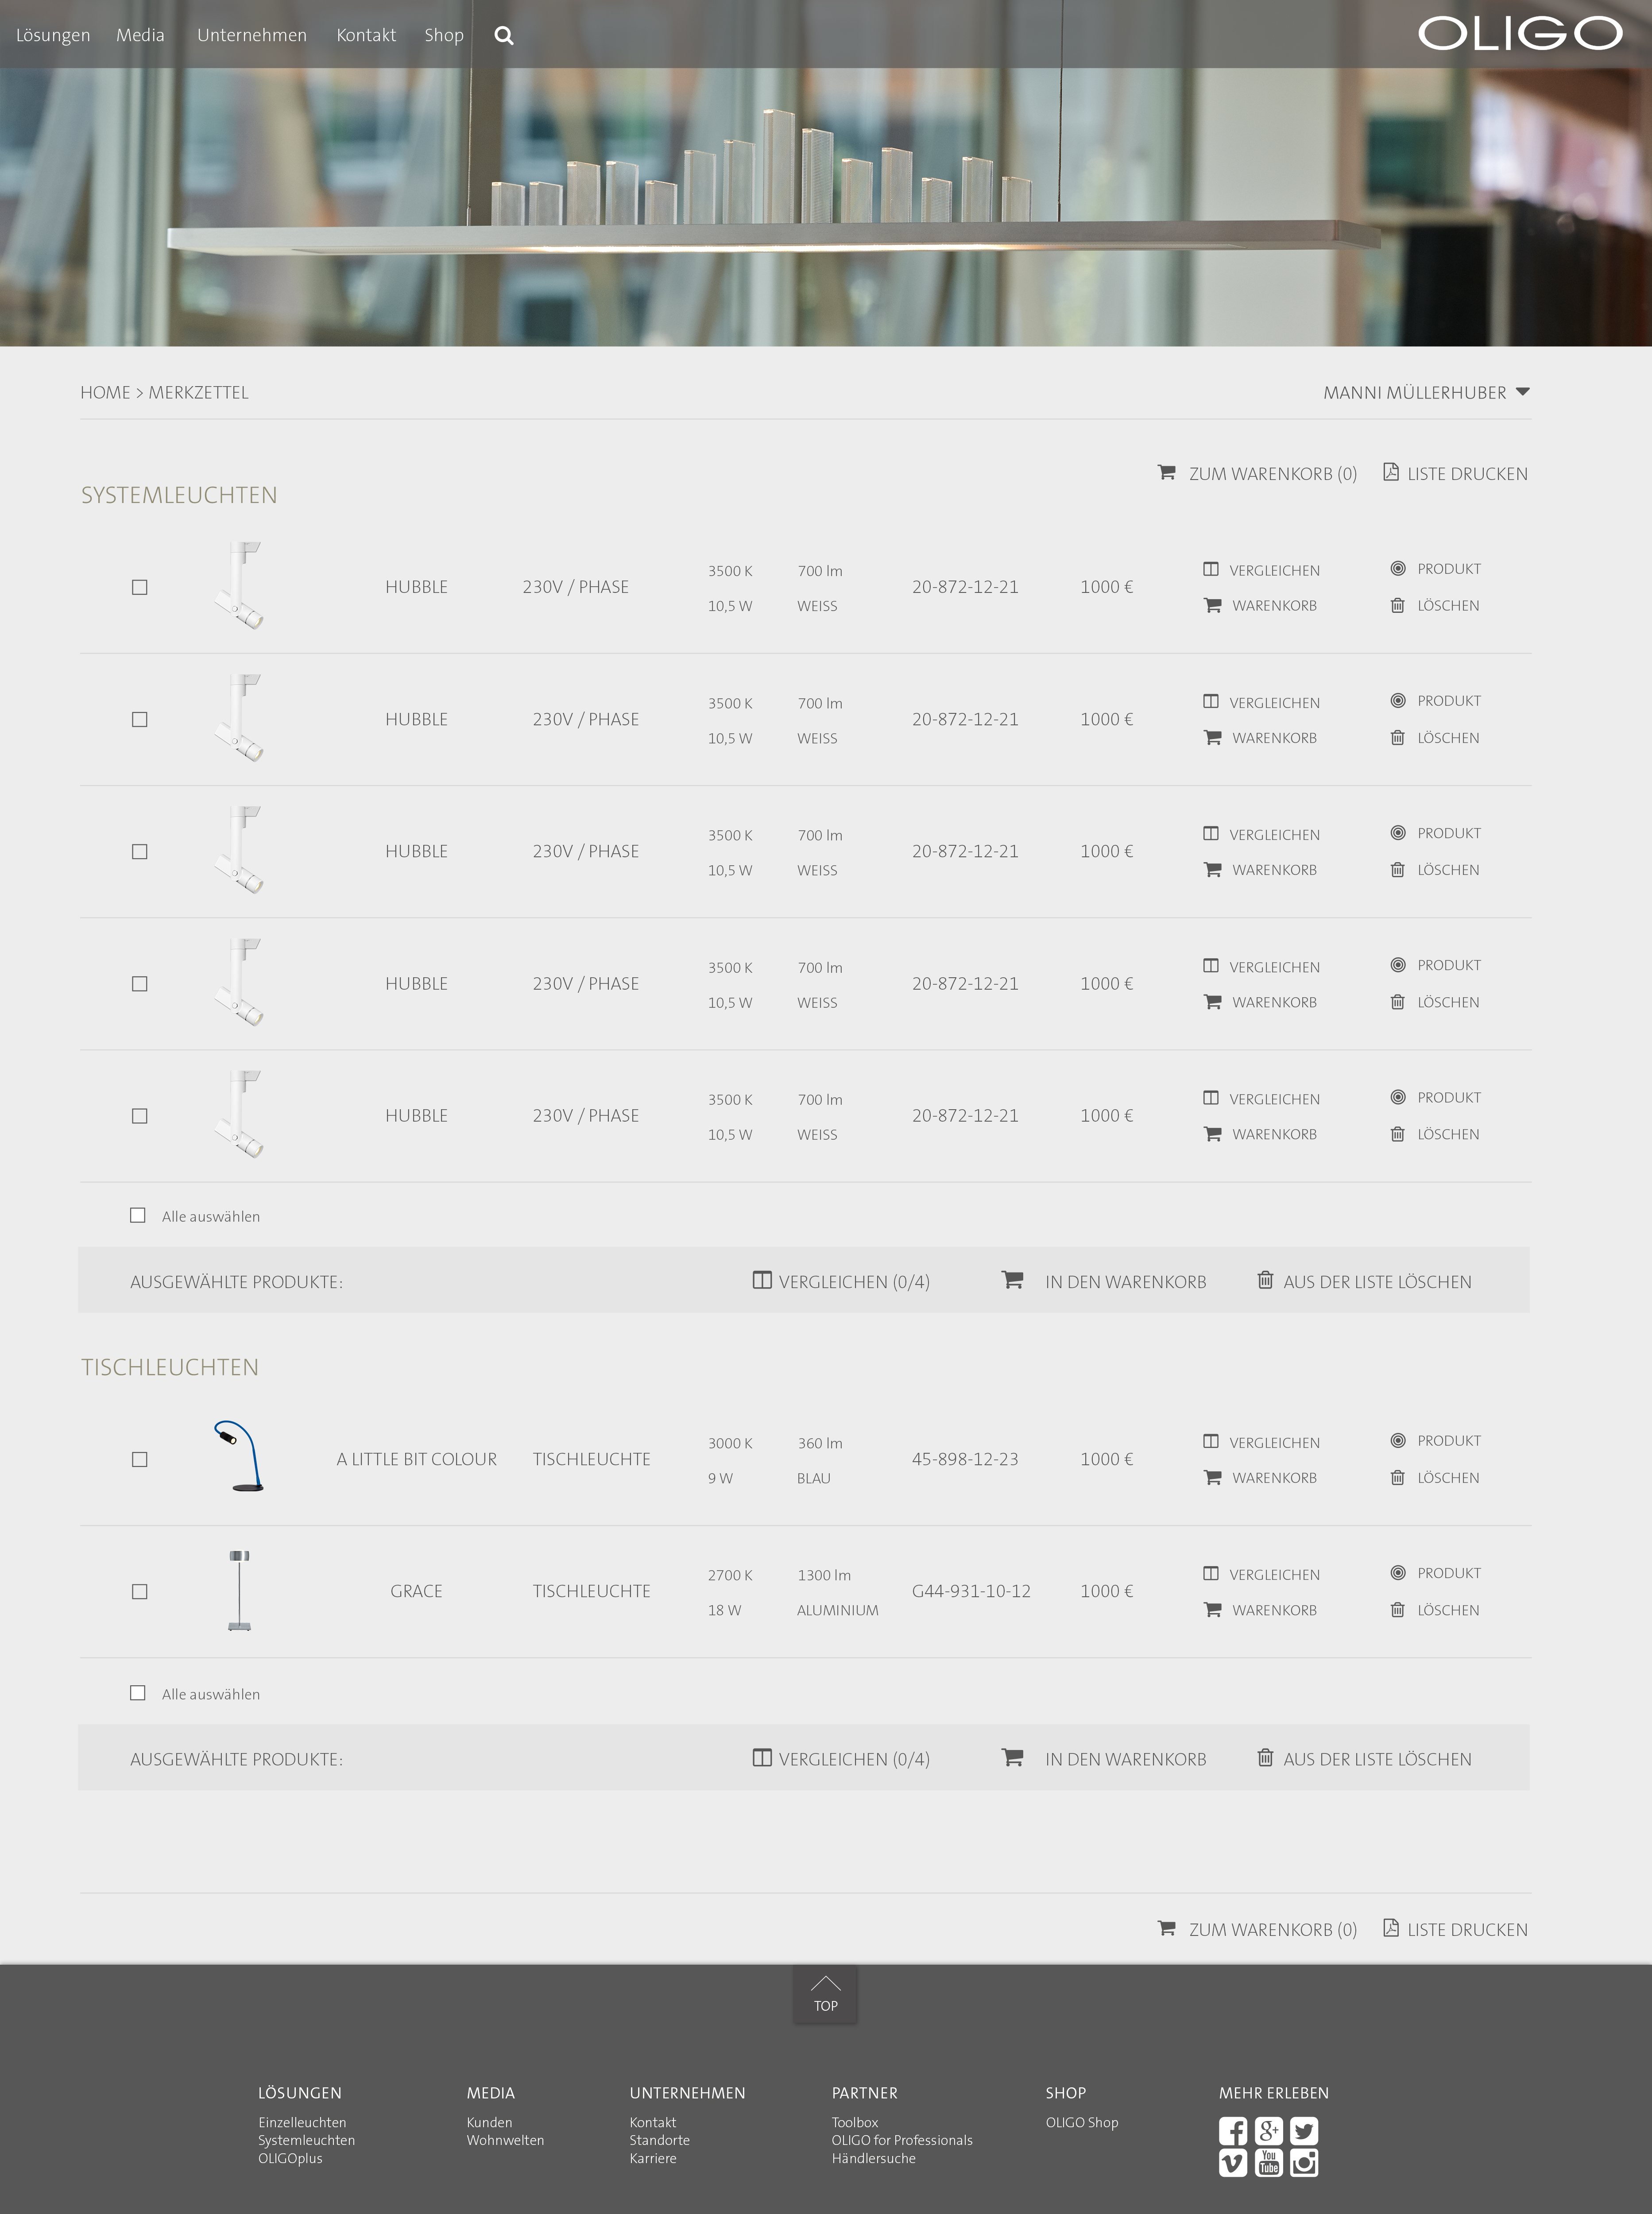 Lösungen Media Unternehmen Kontakt Shop OLIGO
HOME > MERKZETTEL MANNI MÜLLERHUBER
ZUM WARENKORB (0) LISTE DRUCKEN
SYSTEMLEUCHTEN
3500 K 700 lm VERGLEICHEN PRODUKT
HUBBLE 230V / PHASE 20-872-12-21 1000 €
10,5 W WEISS WARENKORB LÖSCHEN
3500 K 700 lm VERGLEICHEN PRODUKT
HUBBLE 230V / PHASE 20-872-12-21 1000 €
10,5 W WEISS WARENKORB LÖSCHEN
3500 K 700 lm VERGLEICHEN PRODUKT
HUBBLE 230V / PHASE 20-872-12-21 1000 €
10,5 W WEISS WARENKORB LÖSCHEN
3500 K 700 lm VERGLEICHEN PRODUKT
HUBBLE 230V / PHASE 20-872-12-21 1000 €
10,5 W WEISS WARENKORB LÖSCHEN
3500 K 700 lm VERGLEICHEN PRODUKT
HUBBLE 230V / PHASE 20-872-12-21 1000 €
10,5 W WEISS WARENKORB LÖSCHEN
Alle auswählen
AUSGEWÄHLTE PRODUKTE: VERGLEICHEN (0/4) IN DEN WARENKORB AUS DER LISTE LÖSCHEN
TISCHLEUCHTEN
3000 K 360 lm VERGLEICHEN PRODUKT
A LITTLE BIT COLOUR TISCHLEUCHTE 45-898-12-23 1000 €
9 W BLAU WARENKORB LÖSCHEN
2700 K 1300 lm VERGLEICHEN PRODUKT
GRACE TISCHLEUCHTE G44-931-10-12 1000 €
18 W ALUMINIUM WARENKORB LÖSCHEN
Alle auswählen
AUSGEWÄHLTE PRODUKTE: VERGLEICHEN (0/4) IN DEN WARENKORB AUS DER LISTE LÖSCHEN
ZUM WARENKORB (0) LISTE DRUCKEN
TOP
LÖSUNGEN MEDIA UNTERNEHMEN PARTNER SHOP MEHR ERLEBEN
Einzelleuchten Kunden Kontakt Toolbox OLIGO Shop
Systemleuchten Wohnwelten Standorte OLIGO for Professionals
OLIGOplus Karriere Händlersuche
You
Tube